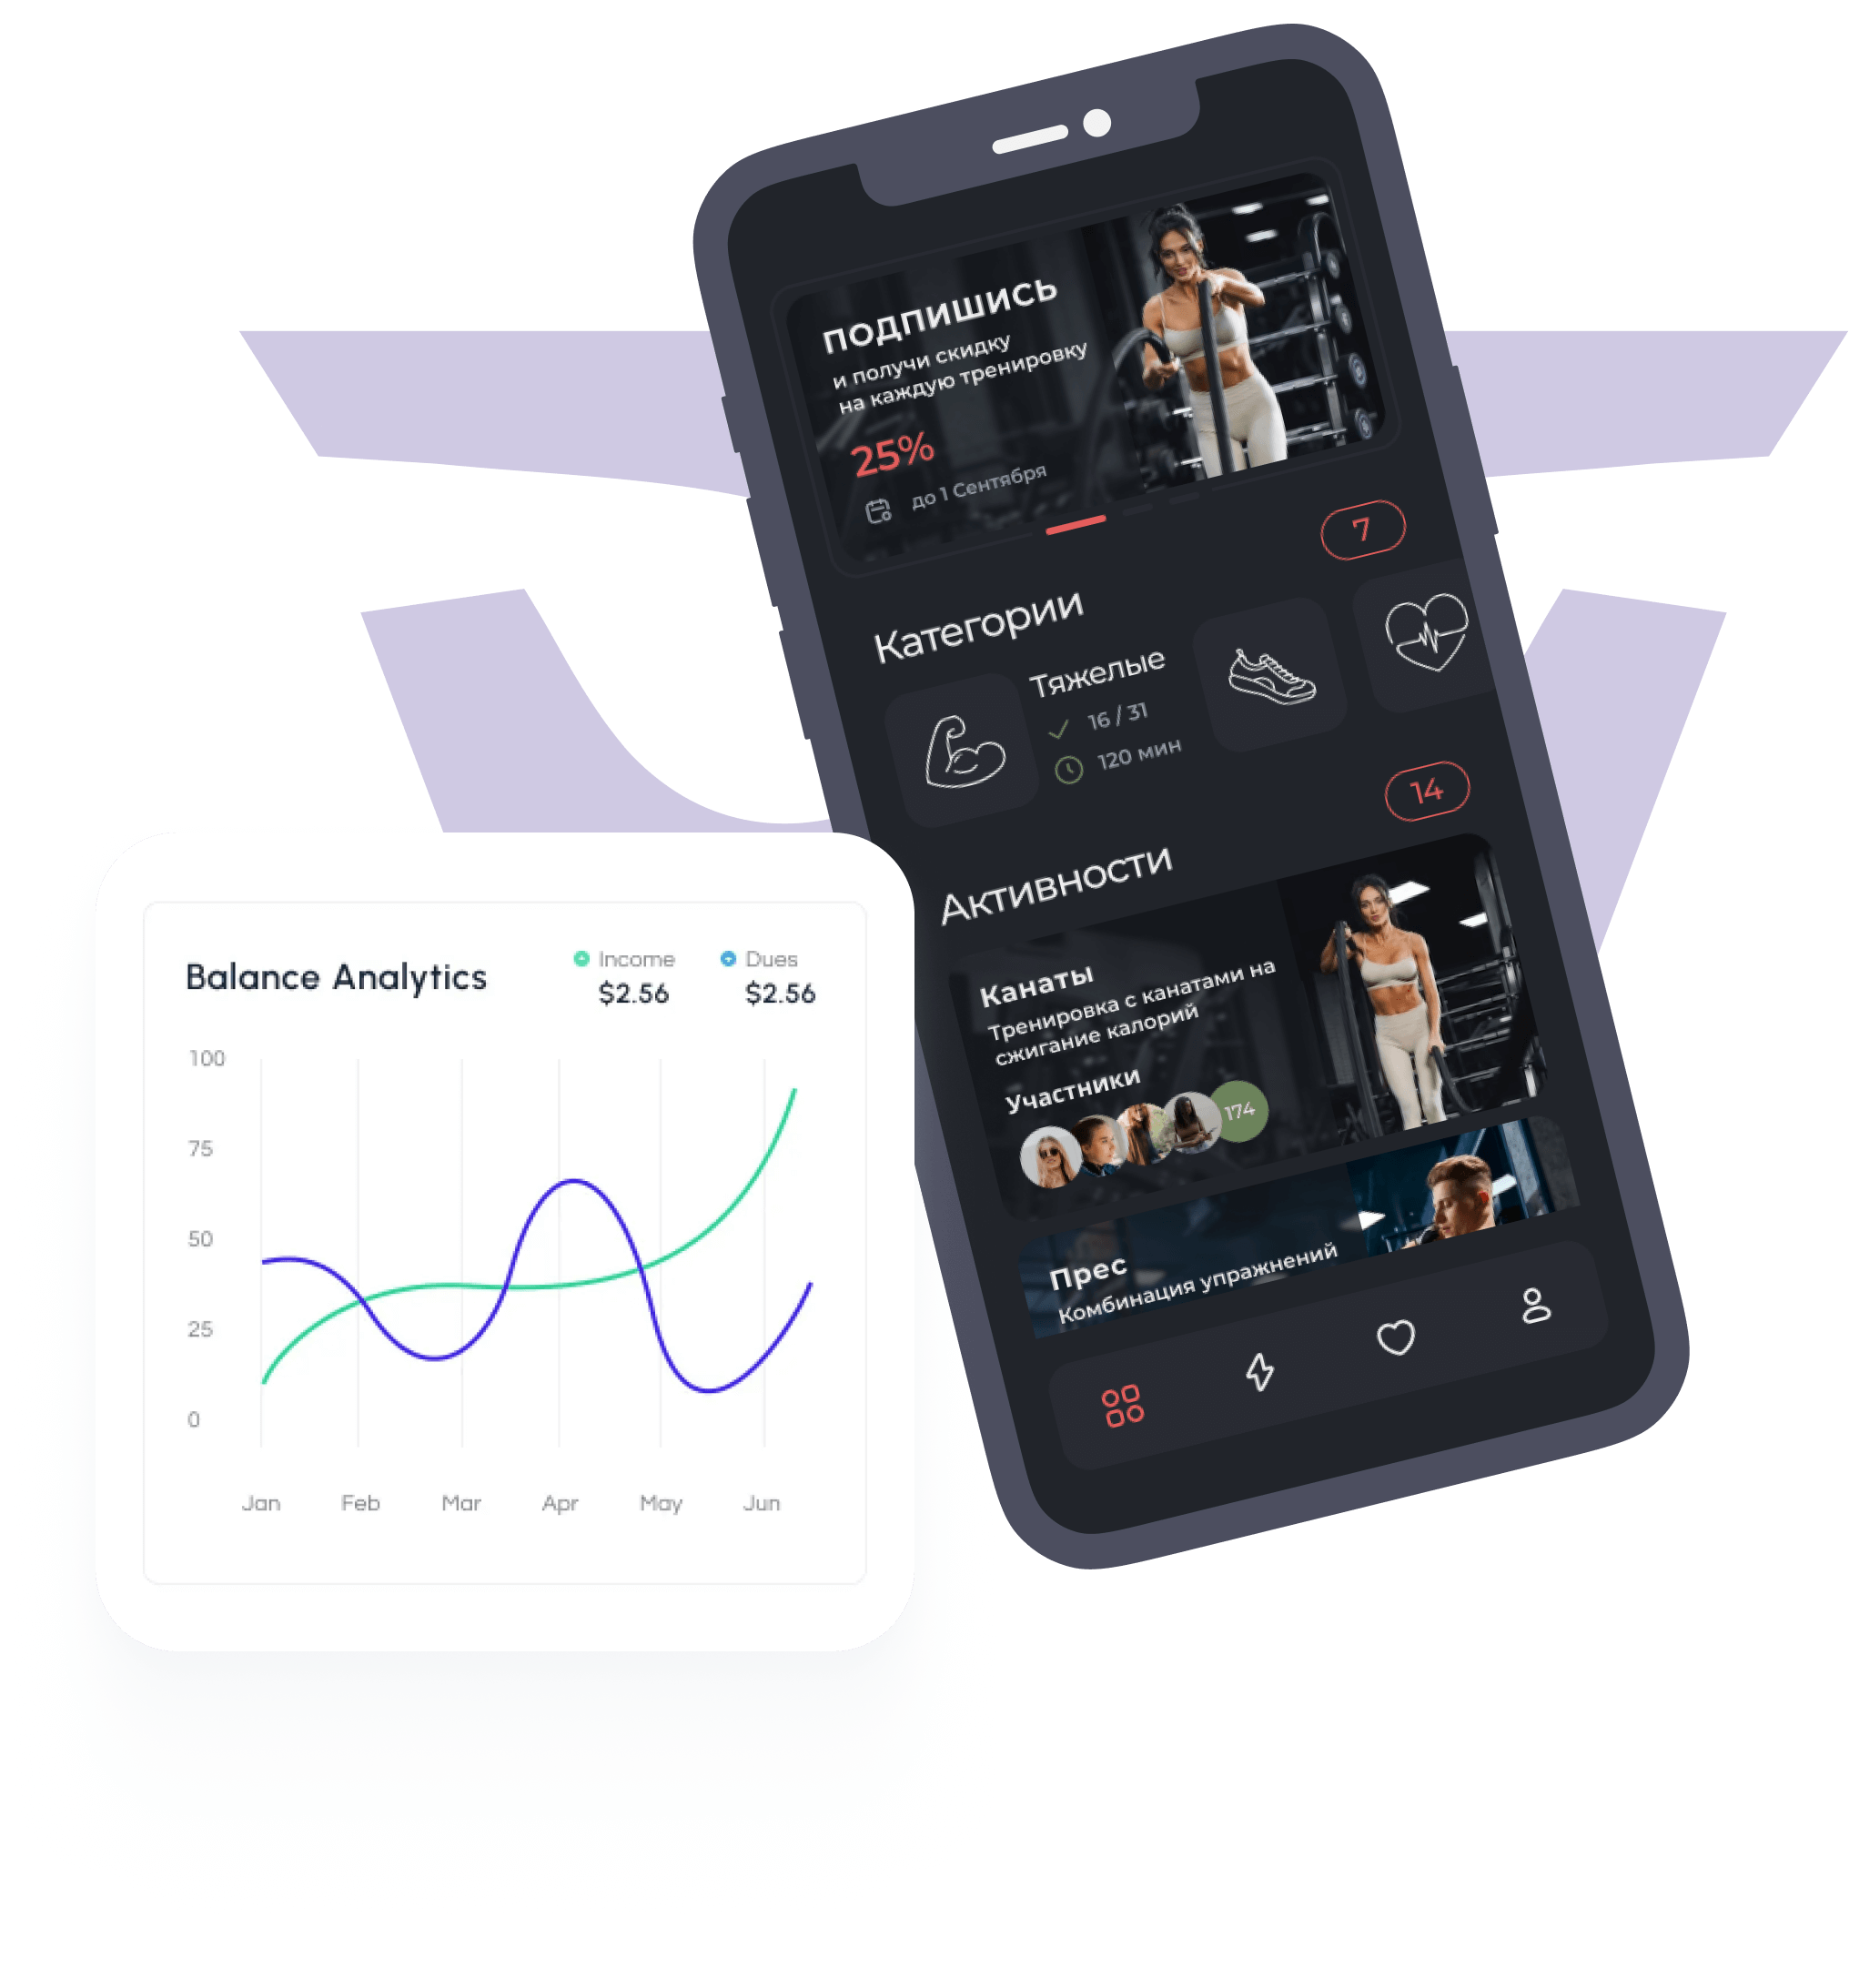 ПОДПИШИСЬ
и получи скидку
на каждую тренировку
25%
до 1 Сентября
7
Категории
Тяжелые
16 / 31
120 мин
14
Активности
Канаты
Тренировка с канатами на
сжигание калорий
Участники
174
Прес
Комбинация упражнений
Balance Analytics
Income
$2.56
Dues
$2.56
100
75
50
25
0
Jan Feb Mar Apr May Jun